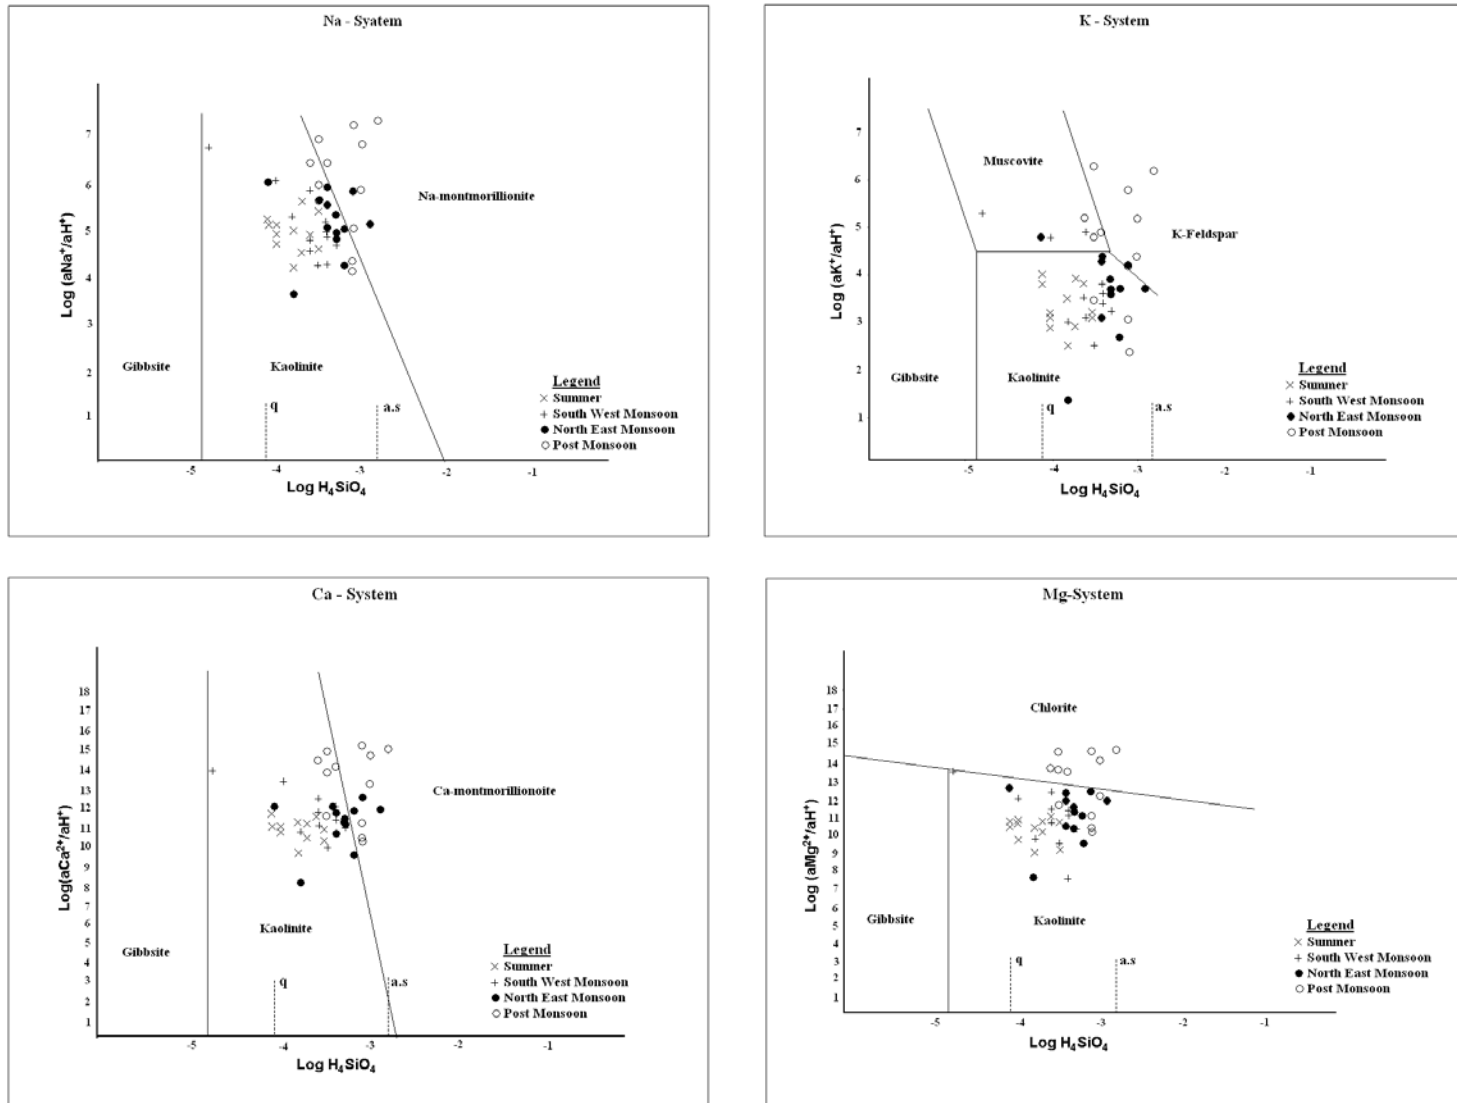 Na - Syatem
Log (aNa⁺/aH⁺)
7
6
5
4
3
2
1
Na-montmorillionite
Gibbsite
Kaolinite
q
a.s
Legend
Summer
South West Monsoon
North East Monsoon
Post Monsoon
-5
-4
-3
-2
-1
Log H₄SiO₄
K - System
Log (aK⁺/aH⁺)
7
6
5
4
3
2
1
Muscovite
K-Feldspar
Gibbsite
Kaolinite
q
a.s
Legend
Summer
South West Monsoon
North East Monsoon
Post Monsoon
-5
-4
-3
-2
-1
Log H₄SiO₄
Ca - System
Log(aCa²⁺/aH⁺)
18
17
16
15
14
13
12
11
10
9
8
7
6
5
4
3
2
1
Ca-montmorillionoite
Gibbsite
Kaolinite
q
a.s
Legend
Summer
South West Monsoon
North East Monsoon
Post Monsoon
-5
-4
-3
-2
-1
Log H₄SiO₄
Mg-System
Log (aMg²⁺/aH⁺)
18
17
16
15
14
13
12
11
10
9
8
7
6
5
4
3
2
1
Chlorite
Gibbsite
Kaolinite
q
a.s
Legend
Summer
South West Monsoon
North East Monsoon
Post Monsoon
-5
-4
-3
-2
-1
Log H₄SiO₄